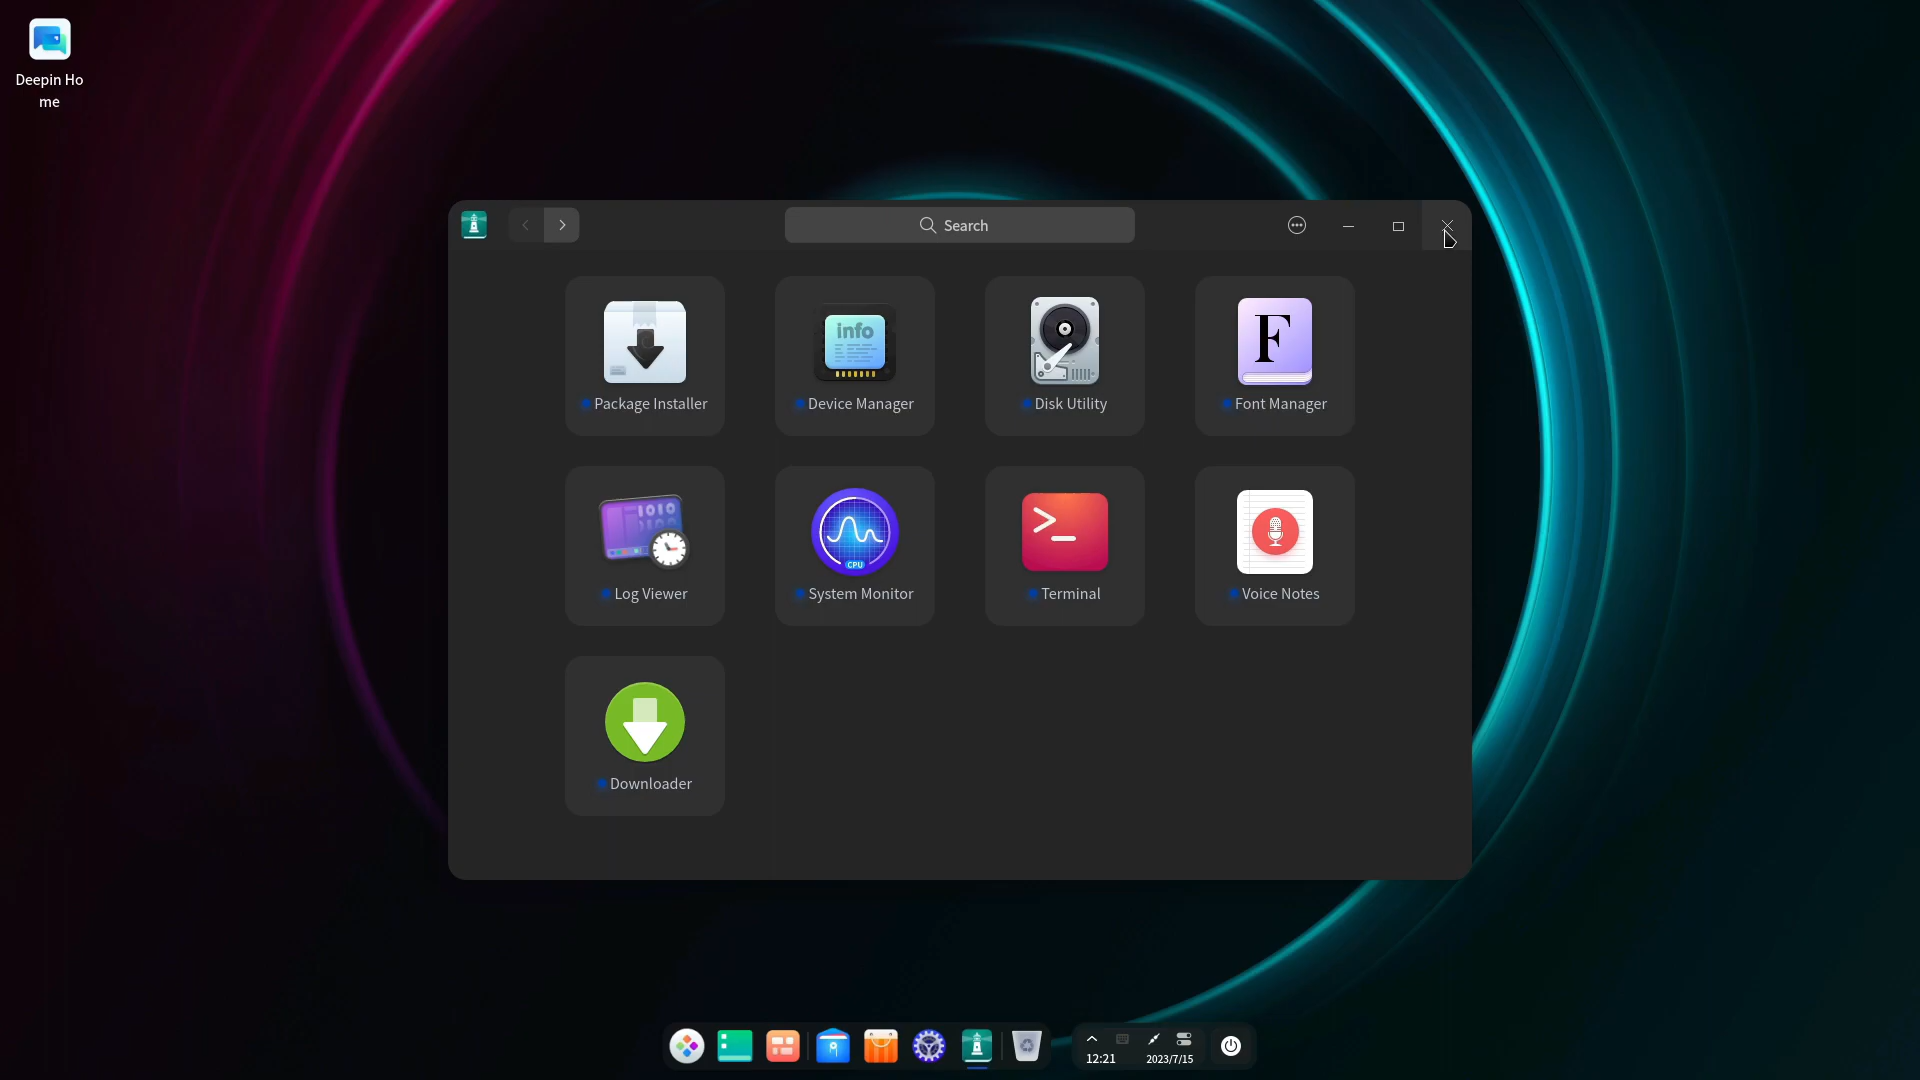 Deepin Ho
me
Search
info
Package Installer
Device Manager
Disk Utility
F
Font Manager
1010
CPU
>_
Log Viewer
System Monitor
Terminal
Voice Notes
Downloader
12:21
2023/7/15